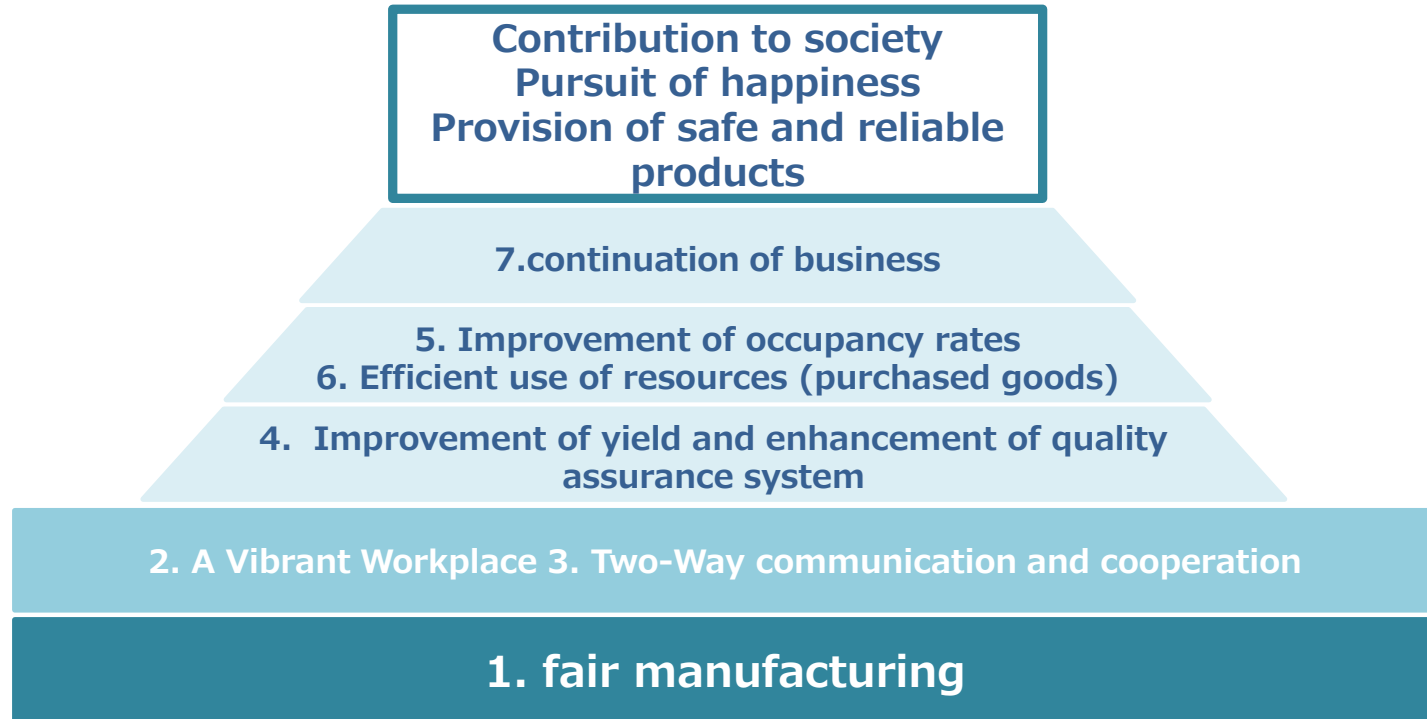 Contribution to society
Pursuit of happiness
Provision of safe and reliable
products
7.continuation of business
5. Improvement of occupancy rates
6. Efficient use of resources (purchased goods)
4.  Improvement of yield and enhancement of quality
assurance system
2. A Vibrant Workplace 3. Two-Way communication and cooperation
1. fair manufacturing